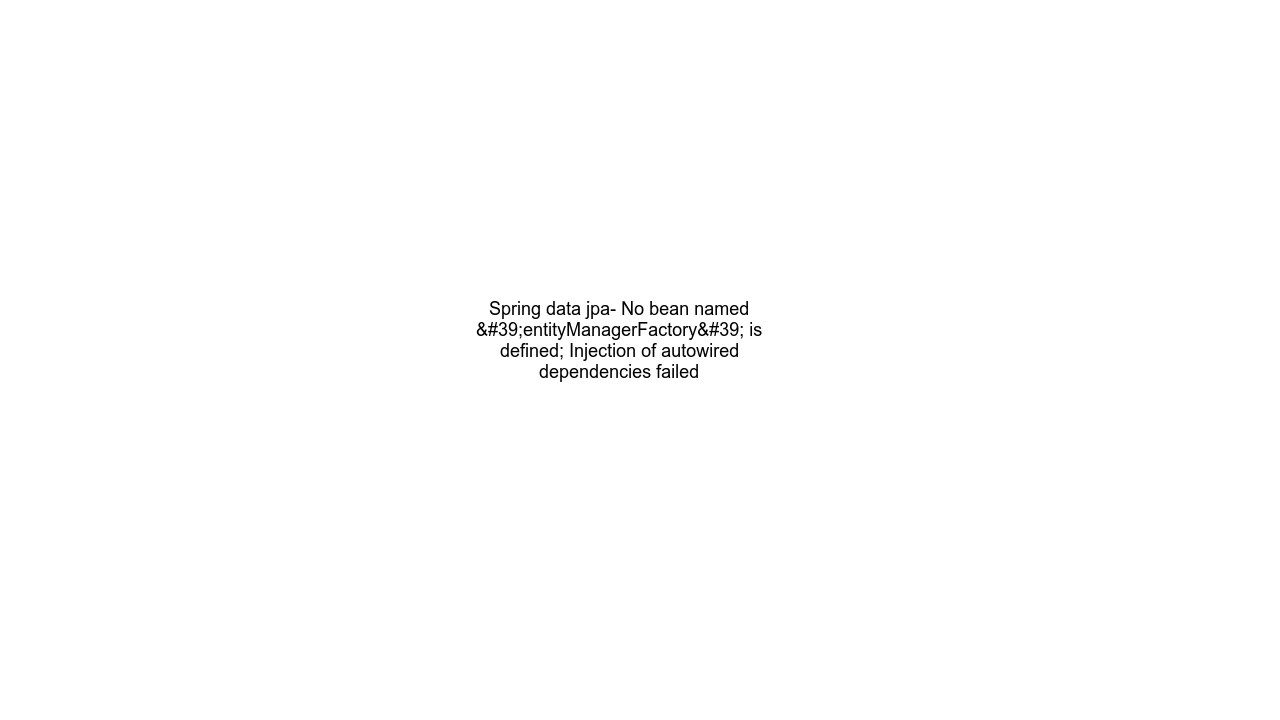 Spring data jpa- No bean named
&#39;entityManagerFactory&#39; is
defined; Injection of autowired
dependencies failed